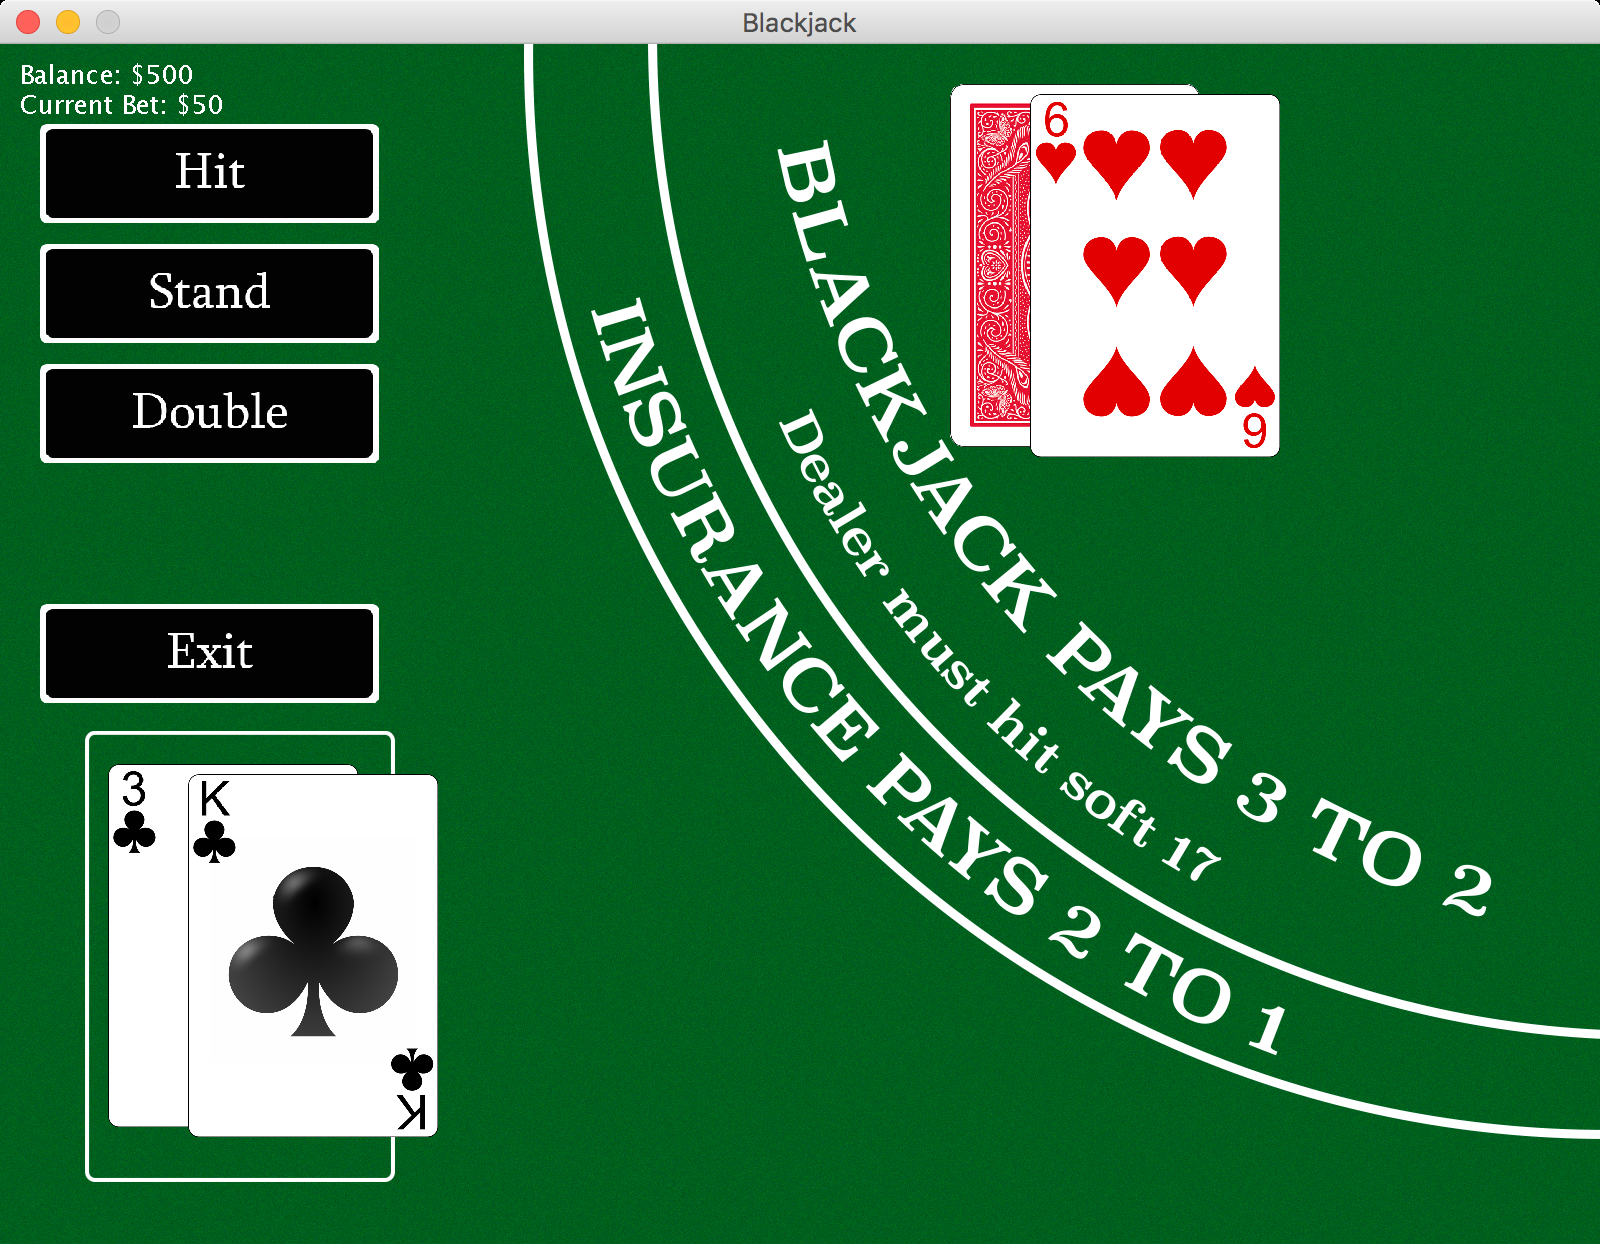 Blackjack
Balance: $500
Current Bet: $50
Hit
Stand
Double
Exit
6
6
BLACKJACK PAYS 3 TO 2
Dealer must hit soft 17
INSURANCE PAYS 2 TO 1
3
K
K